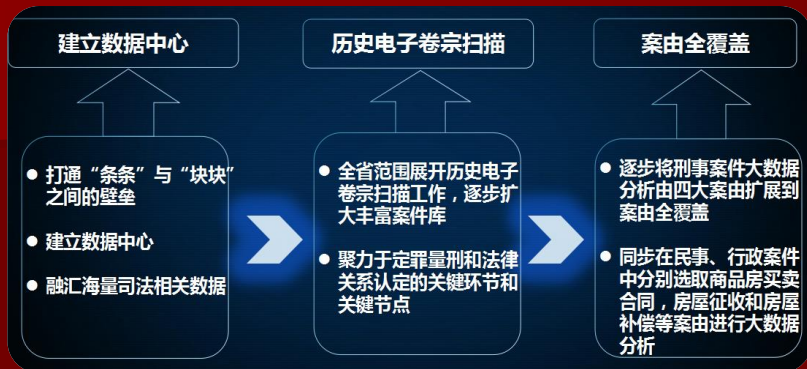 建立数据中心
历史电子卷宗扫描
案由全覆盖
● 打通“条条”与“块块”
之间的壁垒
● 建立数据中心
● 融汇海量司法相关数据
● 全省范围展开历史电子
卷宗扫描工作，逐步扩
大丰富案件库
● 聚力于定罪量刑和法律
关系认定的关键环节和
关键节点
● 逐步将刑事案件大数据
分析由四大案由扩展到
案由全覆盖
● 同步在民事、行政案件
中分别选取商品房买卖
合同，房屋征收和房屋
补偿等案由进行大数据
分析